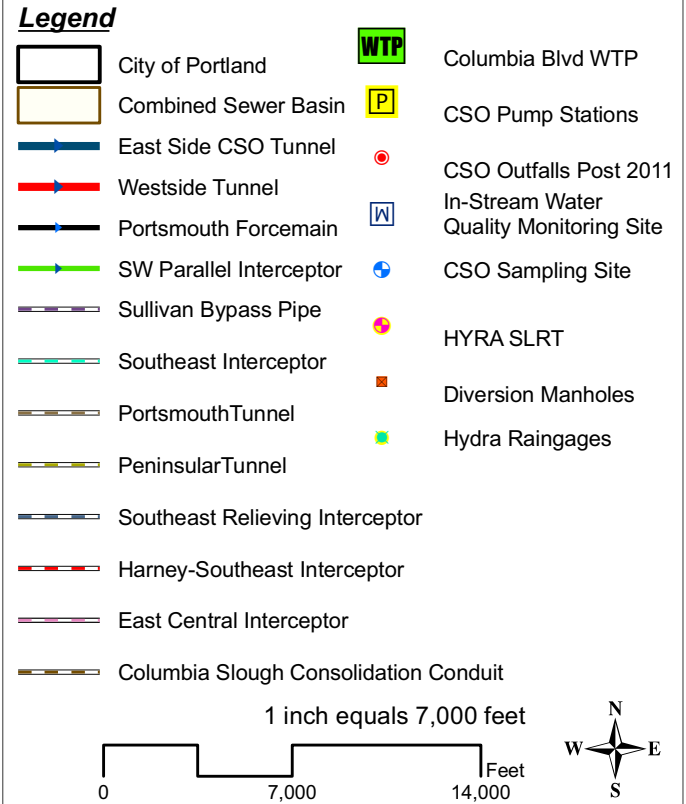 Legend
City of Portland
Combined Sewer Basin
East Side CSO Tunnel
Westside Tunnel
Portsmouth Forcemain
SW Parallel Interceptor
Sullivan Bypass Pipe
Southeast Interceptor
PortsmouthTunnel
PeninsularTunnel
Southeast Relieving Interceptor
Harney-Southeast Interceptor
East Central Interceptor
Columbia Slough Consolidation Conduit
WTP Columbia Blvd WTP
P CSO Pump Stations
CSO Outfalls Post 2011
M In-Stream Water
Quality Monitoring Site
CSO Sampling Site
HYRA SLRT
Diversion Manholes
Hydra Raingages
1 inch equals 7,000 feet
Feet
0 7,000 14,000
N
W E
S